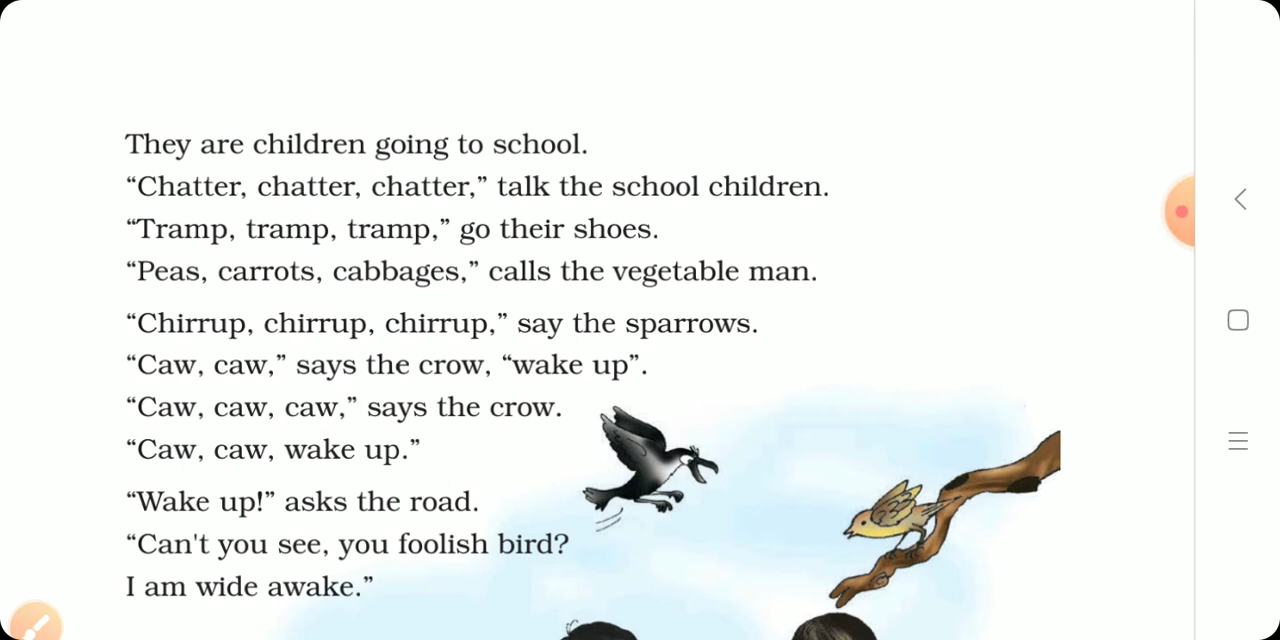 They are children going to school.
“Chatter, chatter, chatter,” talk the school children.
“Tramp, tramp, tramp,” go their shoes.
“Peas, carrots, cabbages,” calls the vegetable man.
“Chirrup, chirrup, chirrup,” say the sparrows.
“Caw, caw,” says the crow, “wake up”.
“Caw, caw, caw,” says the crow.
“Caw, caw, wake up.”
“Wake up!” asks the road.
“Can't you see, you foolish bird?
I am wide awake.”